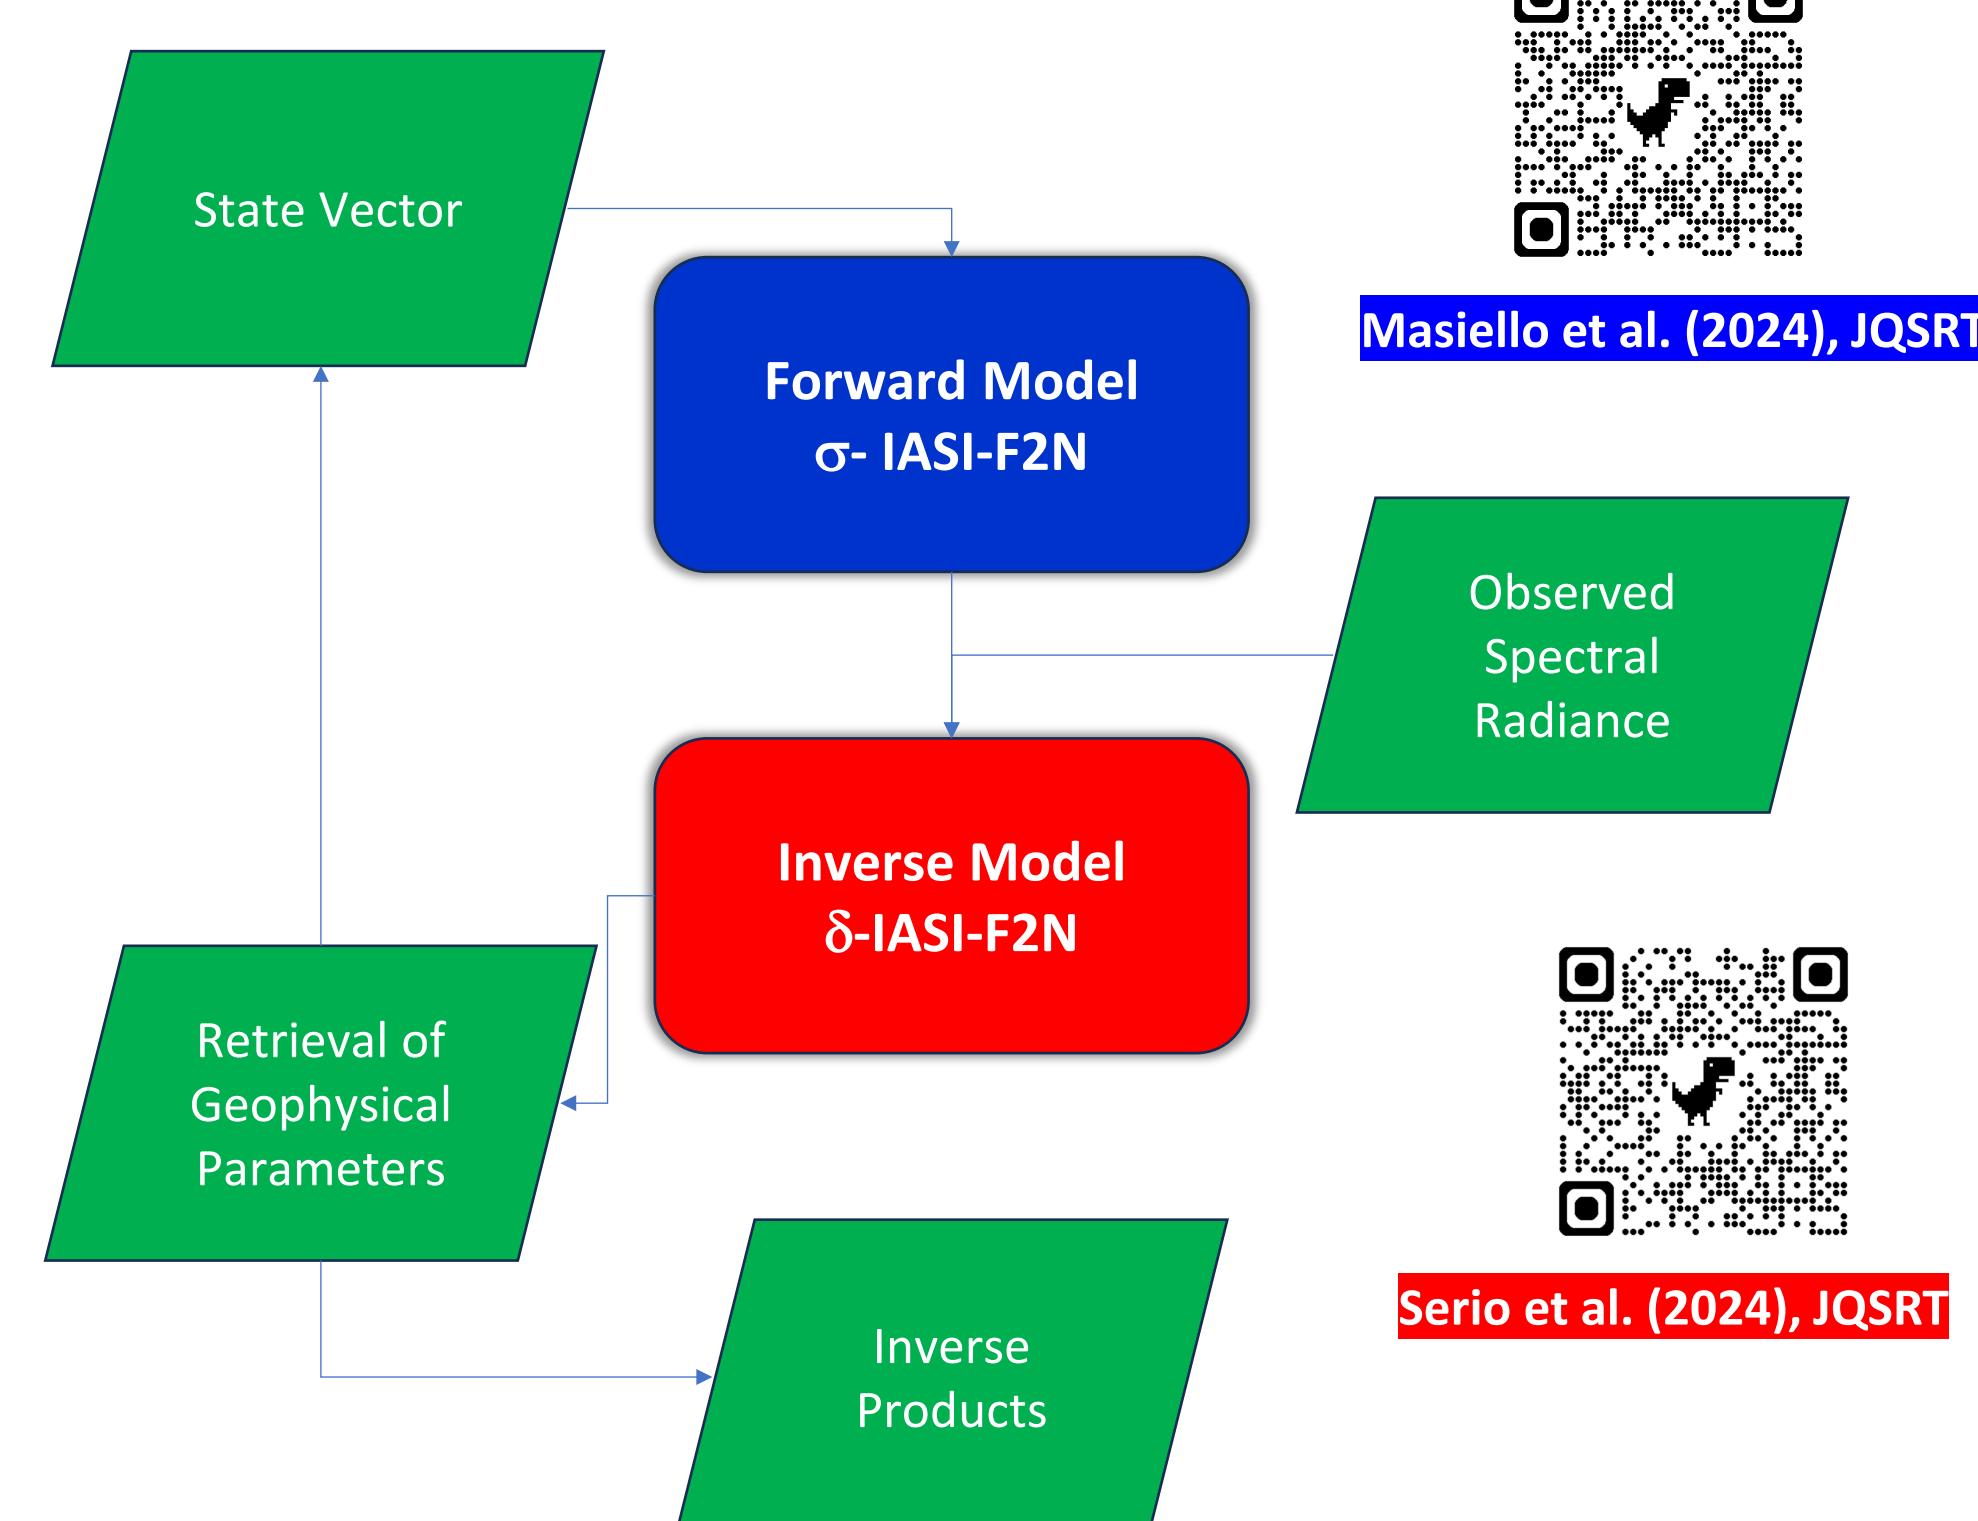 State Vector
Forward Model
σ- IASI-F2N
Masiello et al. (2024), JQSRT
Observed
Spectral
Radiance
Inverse Model
δ-IASI-F2N
Retrieval of
Geophysical
Parameters
Serio et al. (2024), JQSRT
Inverse
Products